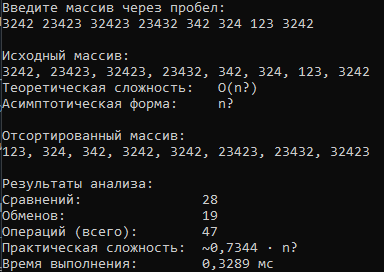 Введите массив через пробел:
3242 23423 32423 23432 342 324 123 3242
Исходный массив:
3242, 23423, 32423, 23432, 342, 324, 123, 3242
Теоретическая сложность: O(n?)
Асимптотическая форма: n?
Отсортированный массив:
123, 324, 342, 3242, 3242, 23423, 23432, 32423
Результаты анализа:
Сравнений: 28
Обменов: 19
Операций (всего): 47
Практическая сложность: ~0,7344 · n?
Время выполнения: 0,3289 мс